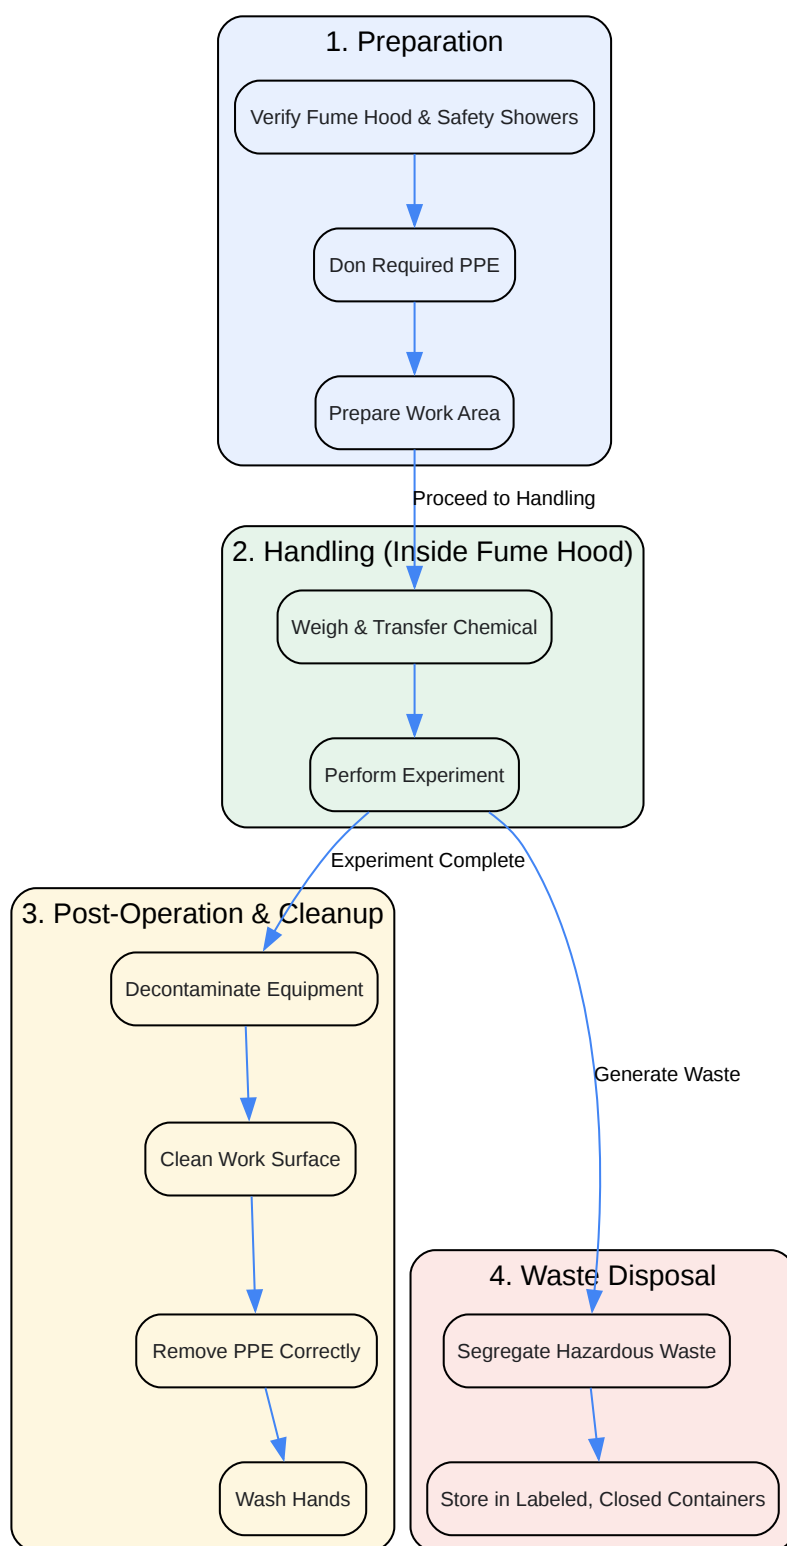 1. Preparation
Verify Fume Hood & Safety Showers
Don Required PPE
Prepare Work Area
Proceed to Handling
2. Handling (Inside Fume Hood)
Weigh & Transfer Chemical
Perform Experiment
Experiment Complete
3. Post-Operation & Cleanup
Decontaminate Equipment
Clean Work Surface
Remove PPE Correctly
Wash Hands
Generate Waste
4. Waste Disposal
Segregate Hazardous Waste
Store in Labeled, Closed Containers